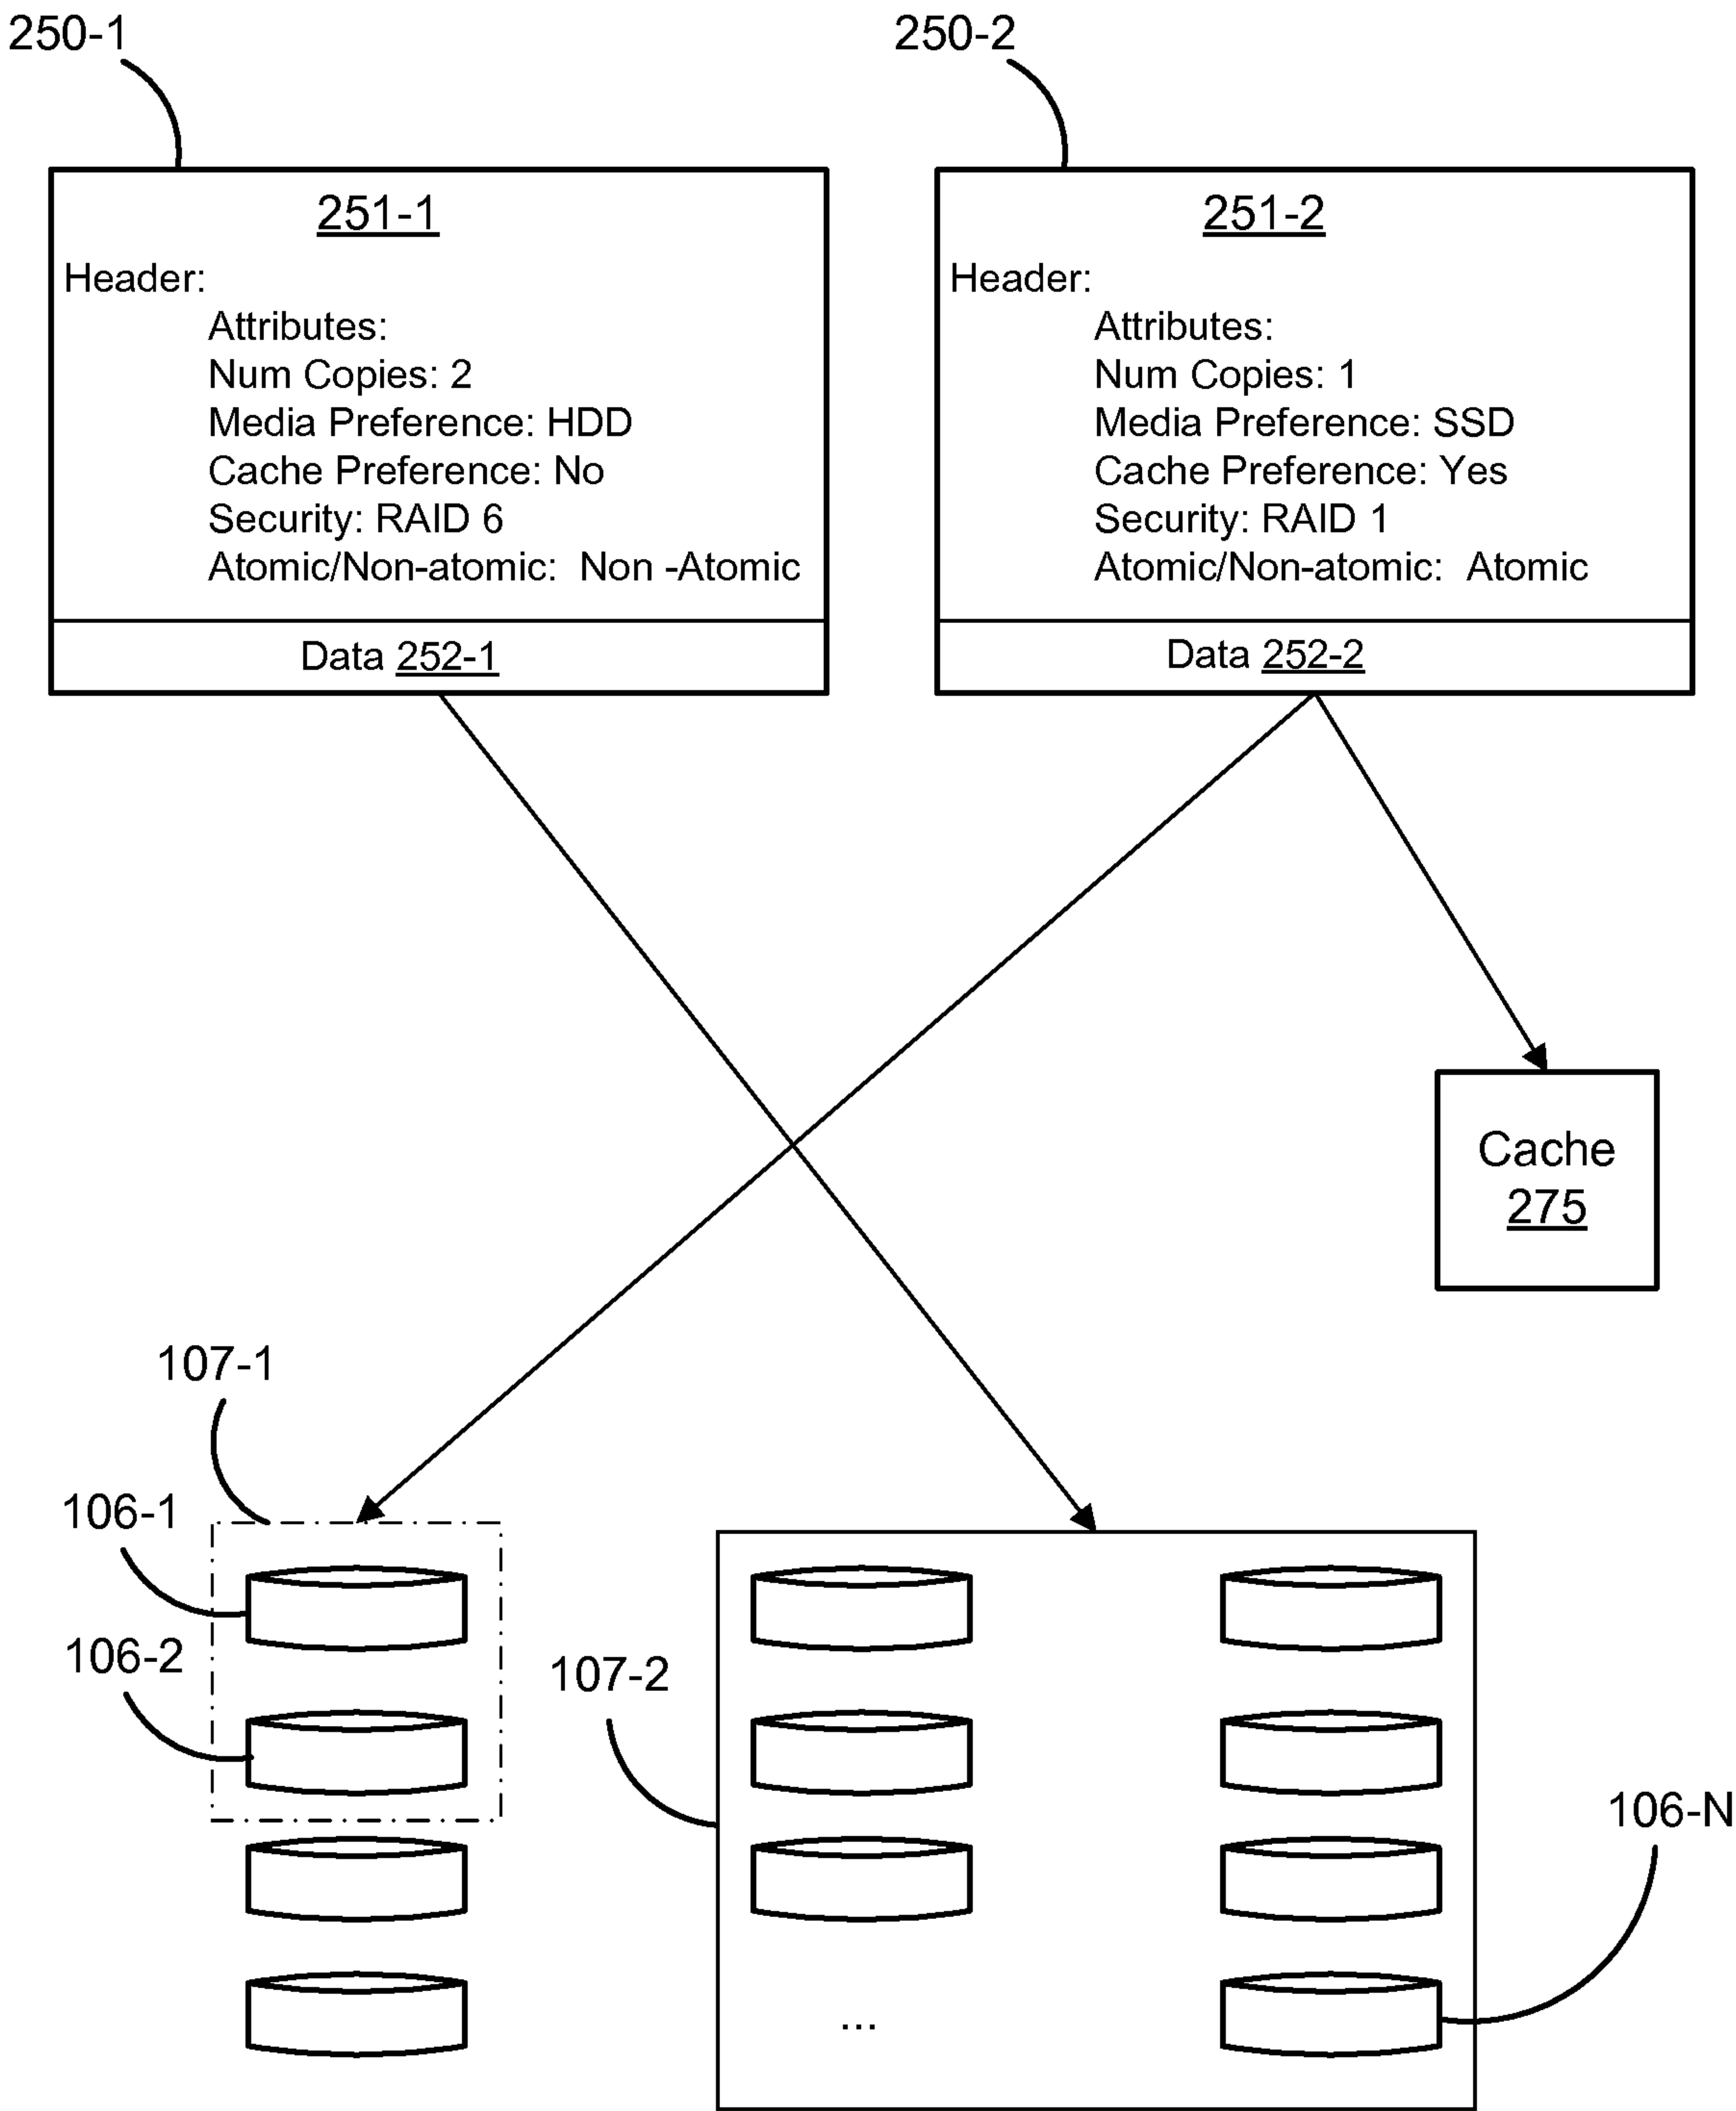 250-1
250-2
251-1
Header:
Attributes:
Num Copies: 2
Media Preference: HDD
Cache Preference: No
Security: RAID 6
Atomic/Non-atomic: Non -Atomic
Data 252-1
251-2
Header:
Attributes:
Num Copies: 1
Media Preference: SSD
Cache Preference: Yes
Security: RAID 1
Atomic/Non-atomic: Atomic
Data 252-2
Cache
275
107-1
106-1
106-2
107-2
106-N
...